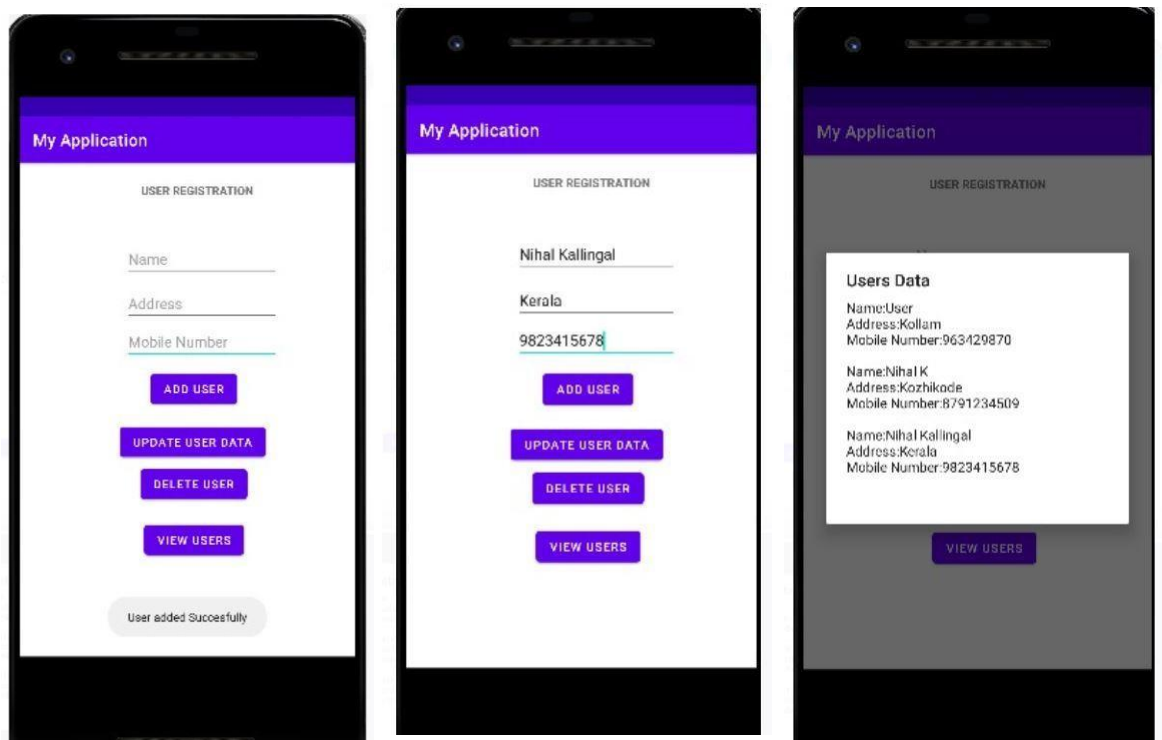 My Application
USER REGISTRATION
Name
Address
Mobile Number
ADD USER
UPDATE USER DATA
DELETE USER
VIEW USERS
User added Succesfully
My Application
USER REGISTRATION
Nihal Kallingal
Kerala
9823415678
ADD USER
UPDATE USER DATA
DELETE USER
VIEW USERS
My Application
USER REGISTRATION
Users Data
Name:User
Address:Kollam
Mobile Number:963429870
Name:Nihal K
Address:Kozhikode
Mobile Number:8791234509
Name:Nihal Kallingal
Address:Kerala
Mobile Number:9823415678
VIEW USERS